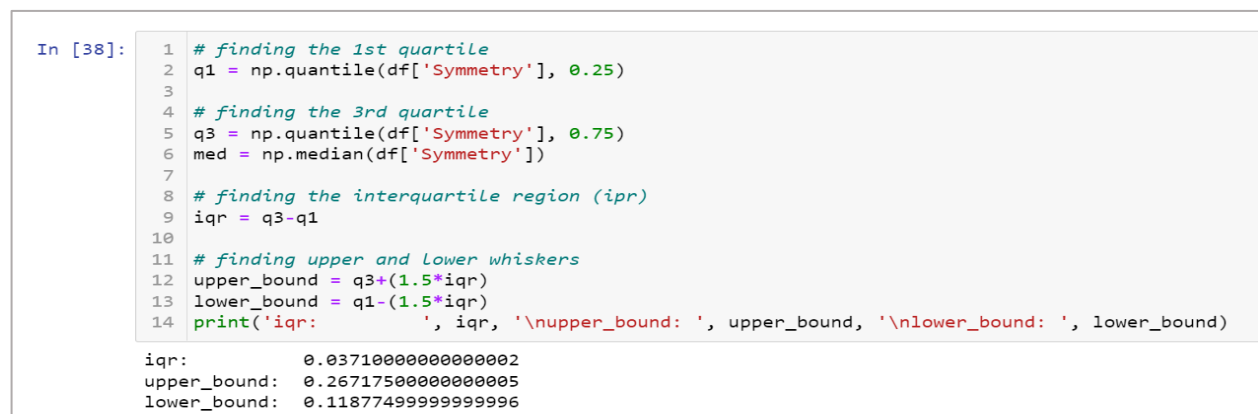 In [38]:
1 # finding the 1st quartile
2 q1 = np.quantile(df['Symmetry'], 0.25)
3
4 # finding the 3rd quartile
5 q3 = np.quantile(df['Symmetry'], 0.75)
6 med = np.median(df['Symmetry'])
7
8 # finding the interquartile region (ipr)
9 iqr = q3-q1
10
11 # finding upper and lower whiskers
12 upper_bound = q3+(1.5*iqr)
13 lower_bound = q1-(1.5*iqr)
14 print('iqr:         ', iqr, '\nupper_bound: ', upper_bound, '\nlower_bound: ', lower_bound)
iqr:          0.03710000000000002
upper_bound:  0.26717500000000005
lower_bound:  0.11877499999999996